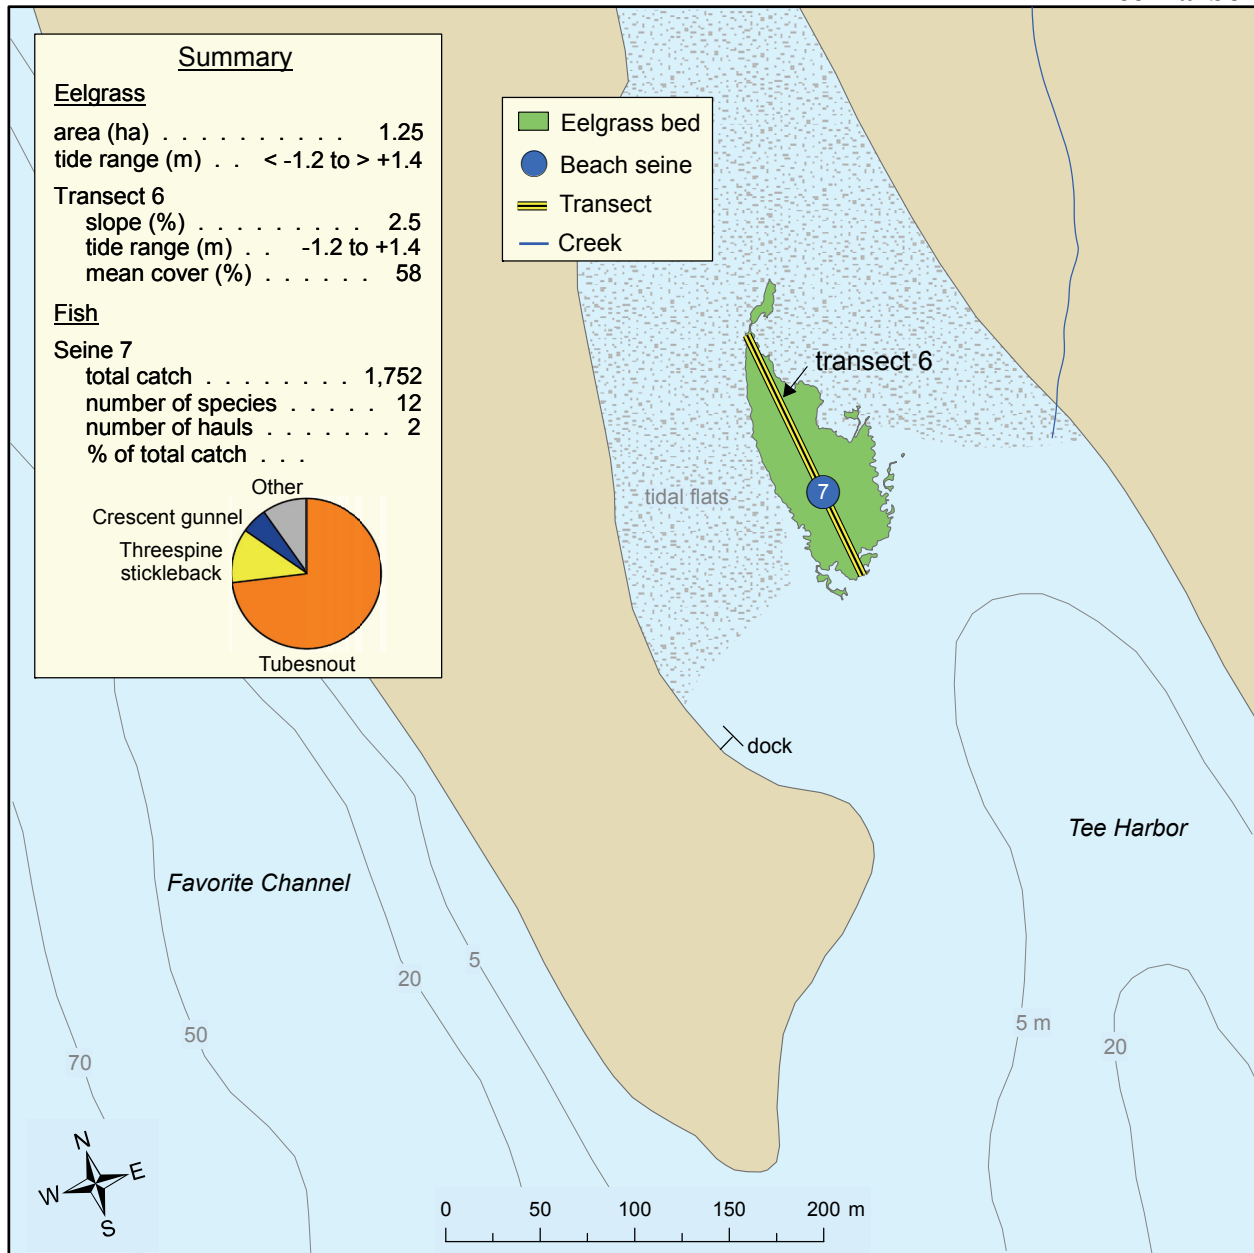 Summary
Eelgrass
area (ha) . . . . . . . . . . 1.25
tide range (m) . . < -1.2 to > +1.4
Transect 6
slope (%) . . . . . . . . . 2.5
tide range (m) . . -1.2 to +1.4
mean cover (%) . . . . . . 58
Fish
Seine 7
total catch . . . . . . . . 1,752
number of species . . . . . 12
number of hauls . . . . . . . 2
% of total catch . . .
Other
Crescent gunnel
Threespine
stickleback
Tubesnout
Eelgrass bed
Beach seine
Transect
Creek
transect 6
7
tidal flats
dock
Tee Harbor
Favorite Channel
5
20
50
70
5 m
20
N
E
W
S
0 50 100 150 200 m